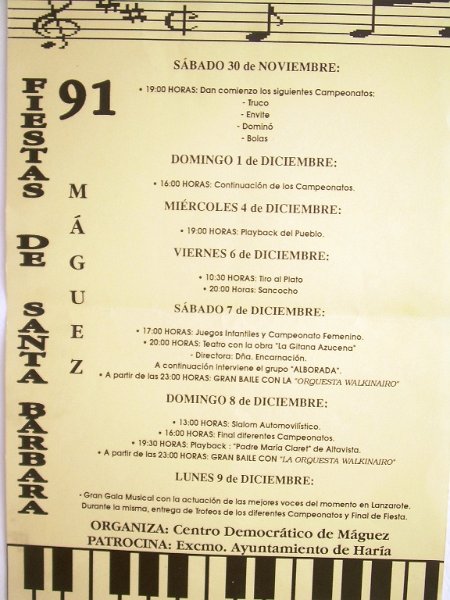 FIESTAS DE SANTA BÁRBARA
91
MÁGUEZ
SÁBADO 30 de NOVIEMBRE:
• 19:00 HORAS: Dan comienzo los siguientes Campeonatos:
- Truco
- Envite
- Dominó
- Bolas
DOMINGO 1 de DICIEMBRE:
• 16:00 HORAS: Continuación de los Campeonatos.
MIÉRCOLES 4 de DICIEMBRE:
• 19:00 HORAS: Playback del Pueblo.
VIERNES 6 de DICIEMBRE:
• 10:30 HORAS: Tiro al Plato
• 20:00 HORAS: Sancocho
SÁBADO 7 de DICIEMBRE:
• 17:00 HORAS: Juegos Infantiles y Campeonato Femenino.
• 20:00 HORAS: Teatro con la obra "La Gitana Azucena"
- Directora: Dña. Encarnación.
A continuación interviene el grupo "ALBORADA".
• A partir de las 23:00 HORAS: GRAN BAILE CON LA "ORQUESTA WALKINAIRO"
DOMINGO 8 de DICIEMBRE:
• 13:00 HORAS: Slalom Automovilístico.
• 16:00 HORAS: Final diferentes Campeonatos.
• 19:30 HORAS: Playback : "Padre María Claret" de Altavista.
• A partir de las 23:00 HORAS: GRAN BAILE CON "LA ORQUESTA WALKINAIRO"
LUNES 9 de DICIEMBRE:
- Gran Gala Musical con la actuación de las mejores voces del momento en Lanzarote.
Durante la misma, entrega de Trofeos de los diferentes Campeonatos y Final de Fiesta.
ORGANIZA: Centro Democrático de Máguez
PATROCINA: Excmo. Ayuntamiento de Haría